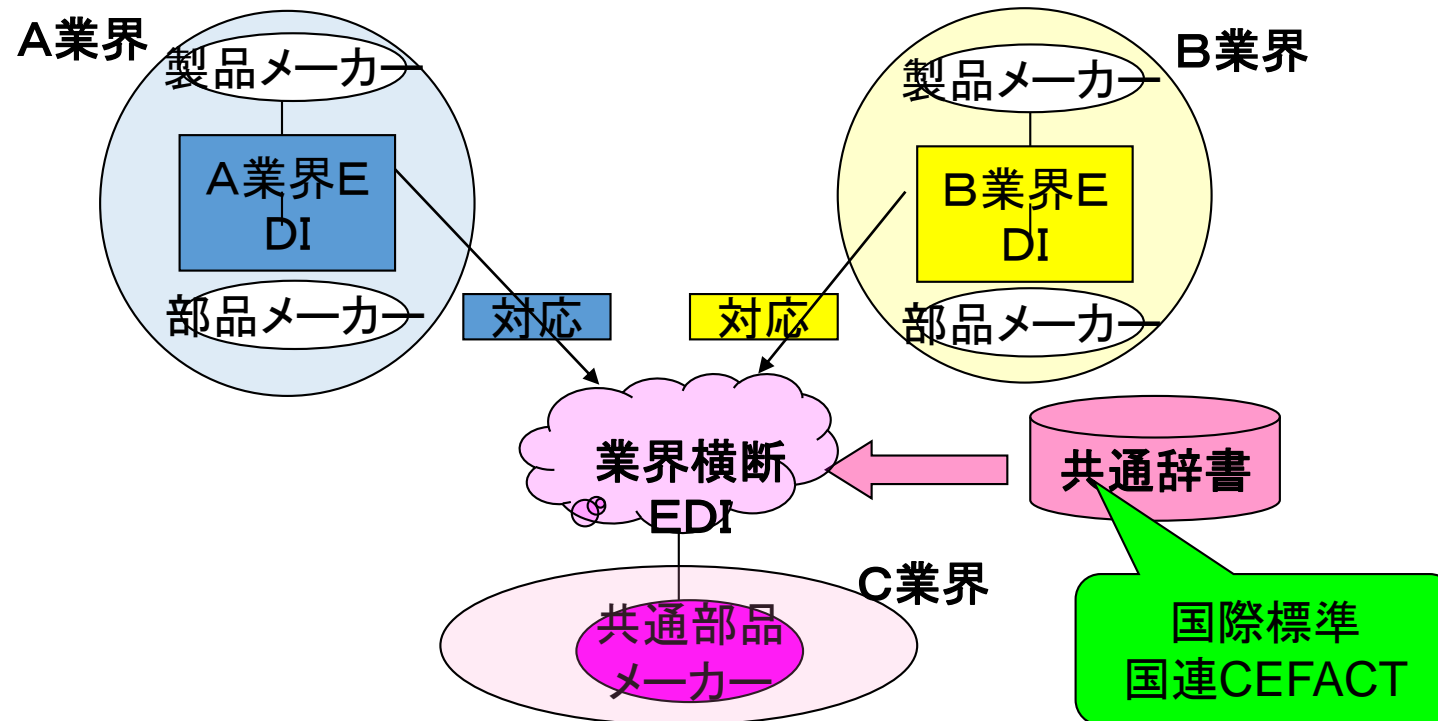 A業界
製品メーカー
A業界E
DI
部品メーカー
B業界
製品メーカー
B業界E
DI
部品メーカー
対応
対応
業界横断
EDI
共通辞書
C業界
共通部品
メーカー
国際標準
国連CEFACT